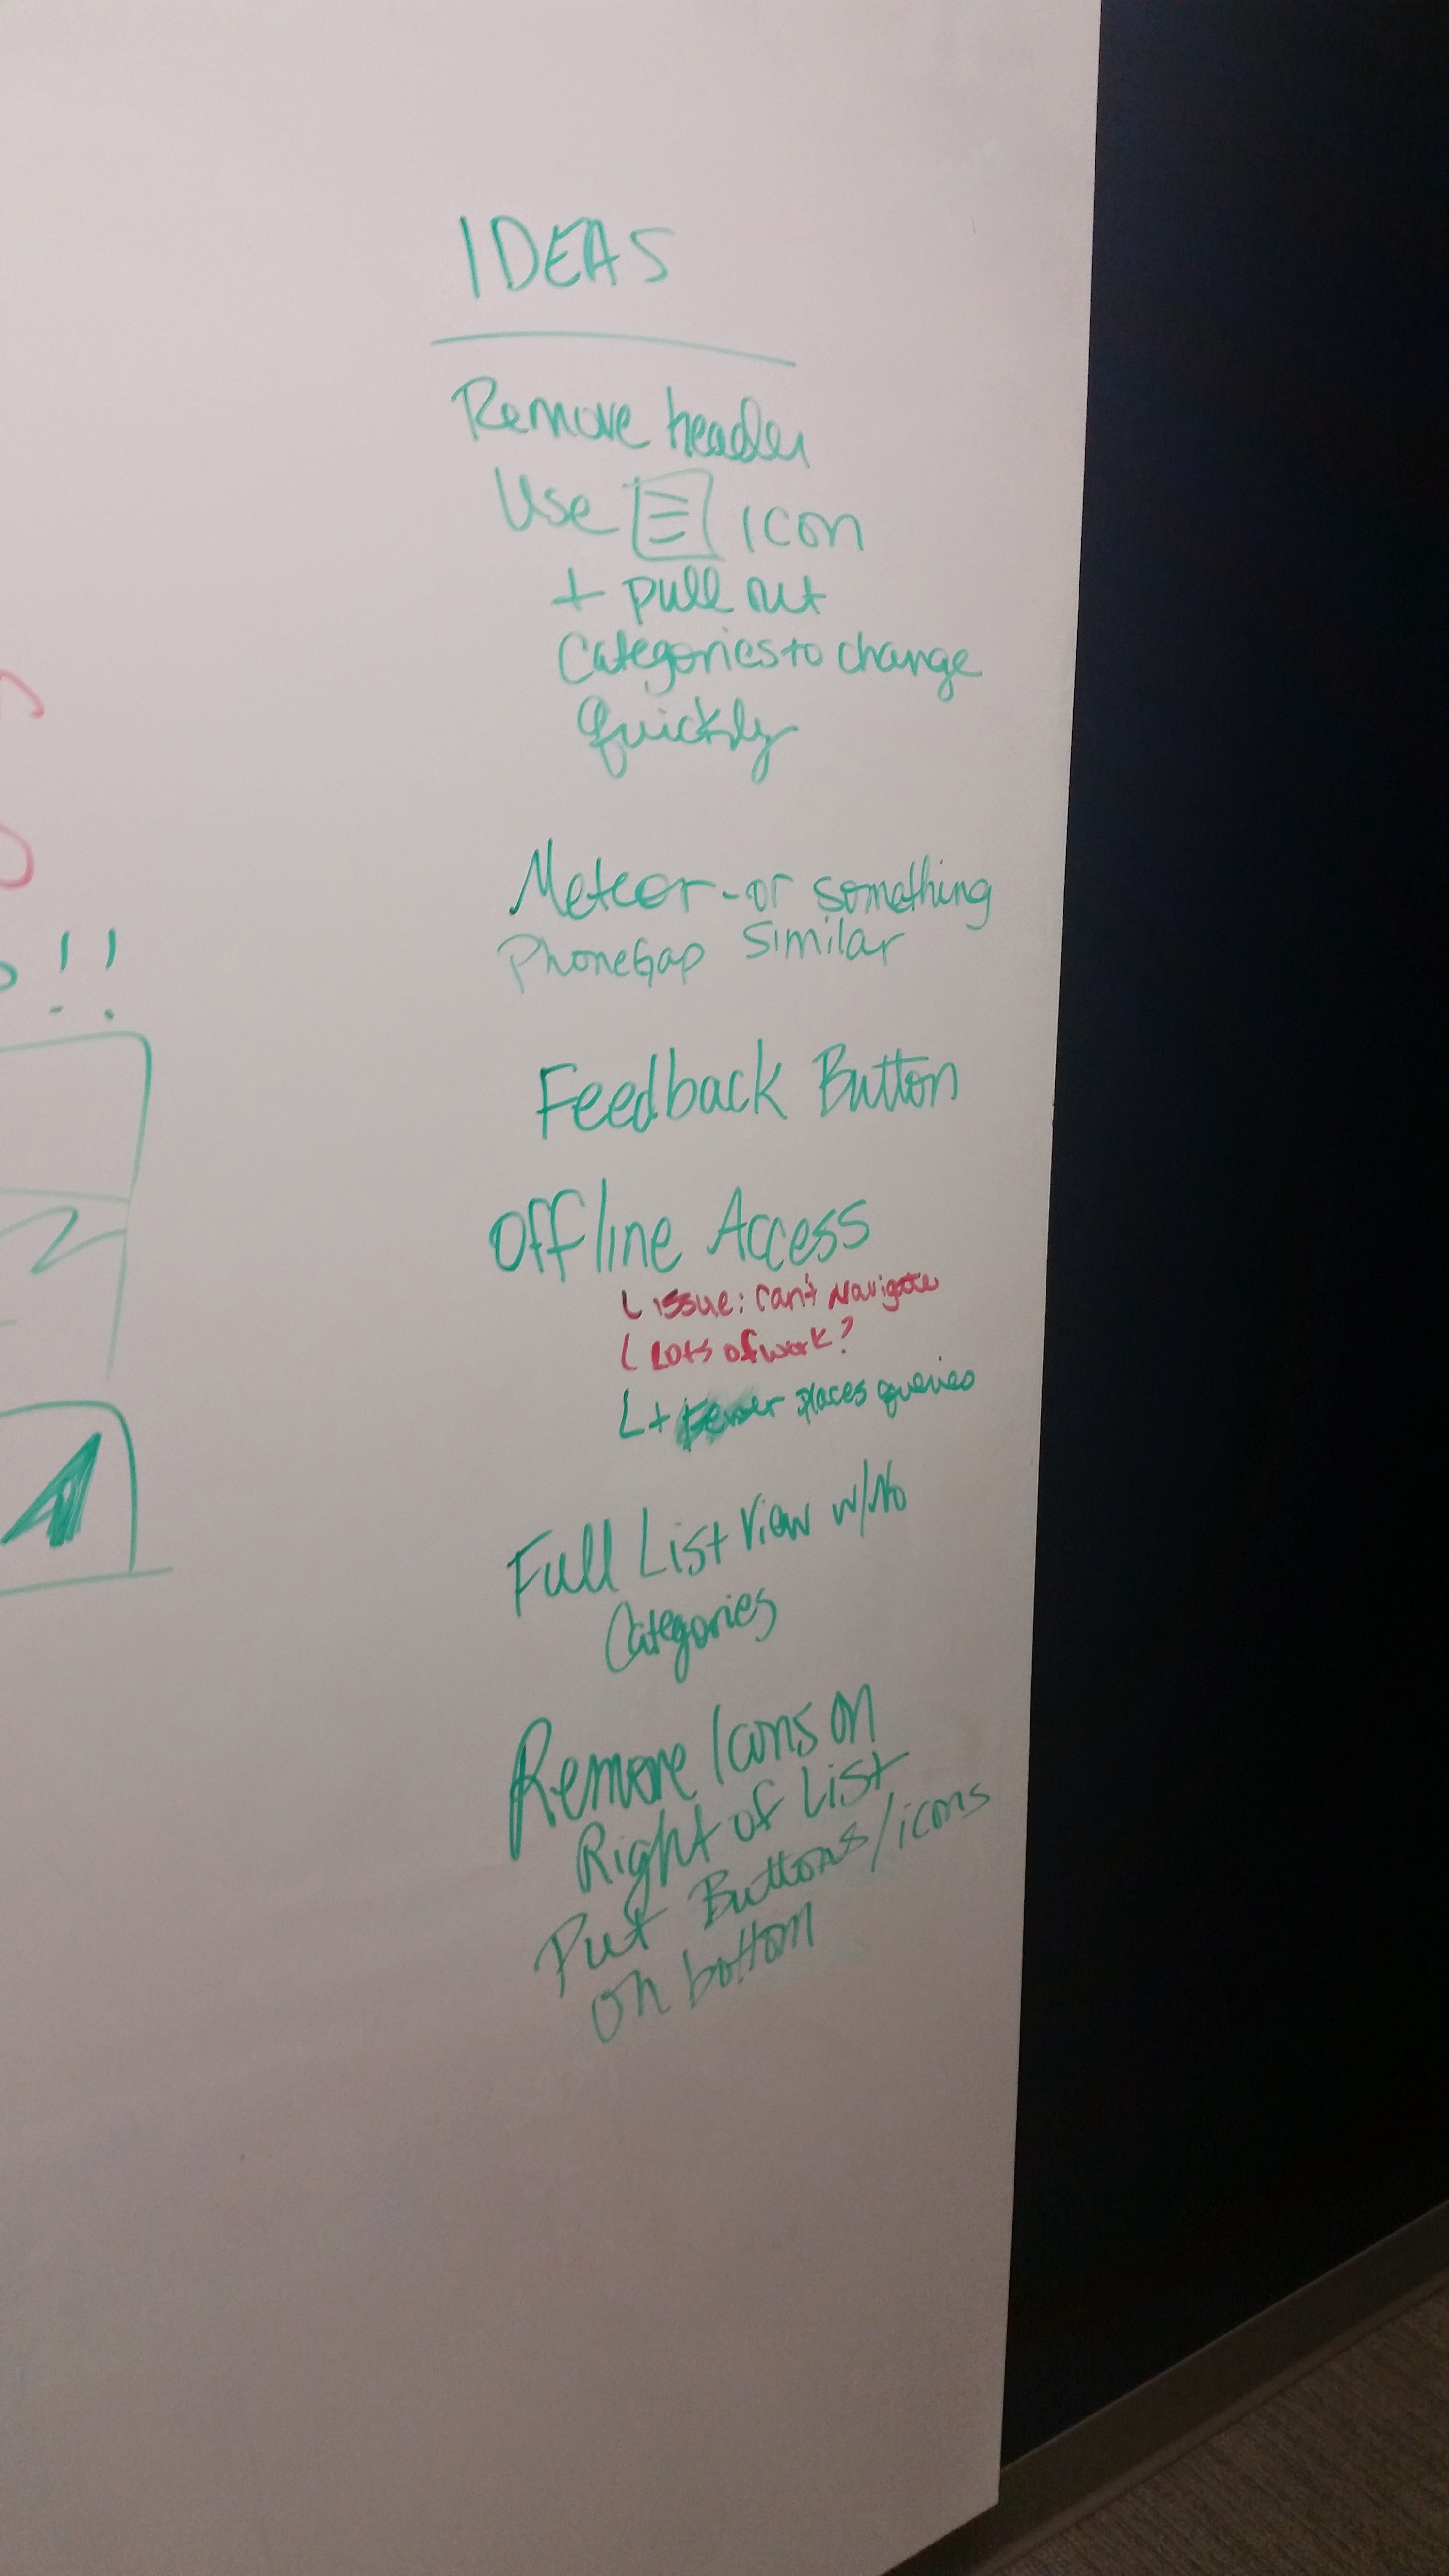 IDEAS
Remove header
Use icon
+ pull out
Categories to change
Quickly
Meteor - or something
PhoneGap similar
Feedback Button
Offline Access
issue: can't navigate
Lots of work?
+ Fewer places queries
Full List View w/No
Categories
Remove Icons on
Right of List
Put Buttons/icons
on bottom
!!